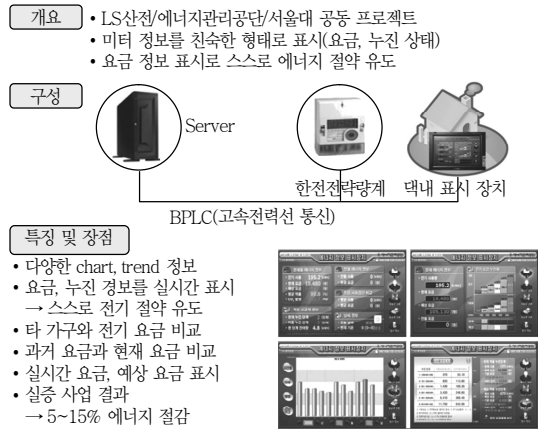 개요
• LS산전/에너지관리공단/서울대 공동 프로젝트
• 미터 정보를 친숙한 형태로 표시(요금, 누진 상태)
• 요금 정보 표시로 스스로 에너지 절약 유도
구성
Server
한전전략량계
댁내 표시 장치
BPLC(고속전력선 통신)
특징 및 장점
• 다양한 chart, trend 정보
• 요금, 누진 경보를 실시간 표시
→ 스스로 전기 절약 유도
• 타 가구와 전기 요금 비교
• 과거 요금과 현재 요금 비교
• 실시간 요금, 예상 요금 표시
• 실증 사업 결과
→ 5~15% 에너지 절감